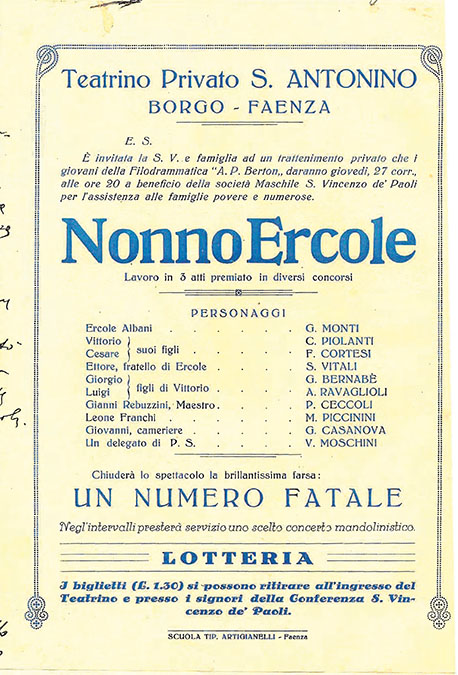 Teatrino Privato S. ANTONINO
BORGO - FAENZA
E. S.
È invitata la S. V. e famiglia ad un trattenimento privato che i
giovani della Filodrammatica "A. P. Berton„ daranno giovedì, 27 corr.,
alle ore 20 a beneficio della società Maschile S. Vincenzo de' Paoli
per l'assistenza alle famiglie povere e numerose.
Nonno Ercole
Lavoro in 3 atti premiato in diversi concorsi
PERSONAGGI
Ercole Albani . . . . . G. MONTI
Vittorio } suoi figli . . . . C. PIOLANTI
Cesare } F. CORTESI
Ettore, fratello di Ercole . . . . S. VITALI
Giorgio } figli di Vittorio . . . . G. BERNABÈ
Luigi } A. RAVAGLIOLI
Gianni Rebuzzini, Maestro . . . . P. CECCOLI
Leone Franchi . . . . . M. PICCININI
Giovanni, cameriere . . . . G. CASANOVA
Un delegato di P. S. . . . . V. MOSCHINI
Chiuderà lo spettacolo la brillantissima farsa:
UN NUMERO FATALE
Negl'intervalli presterà servizio uno scelto concerto mandolinistico.
LOTTERIA
I biglietti (£. 1.30) si possono ritirare all'ingresso del
Teatrino e presso i signori della Conferenza S. Vin-
cenzo de' Paoli.
SCUOLA TIP. ARTIGIANELLI - Faenza